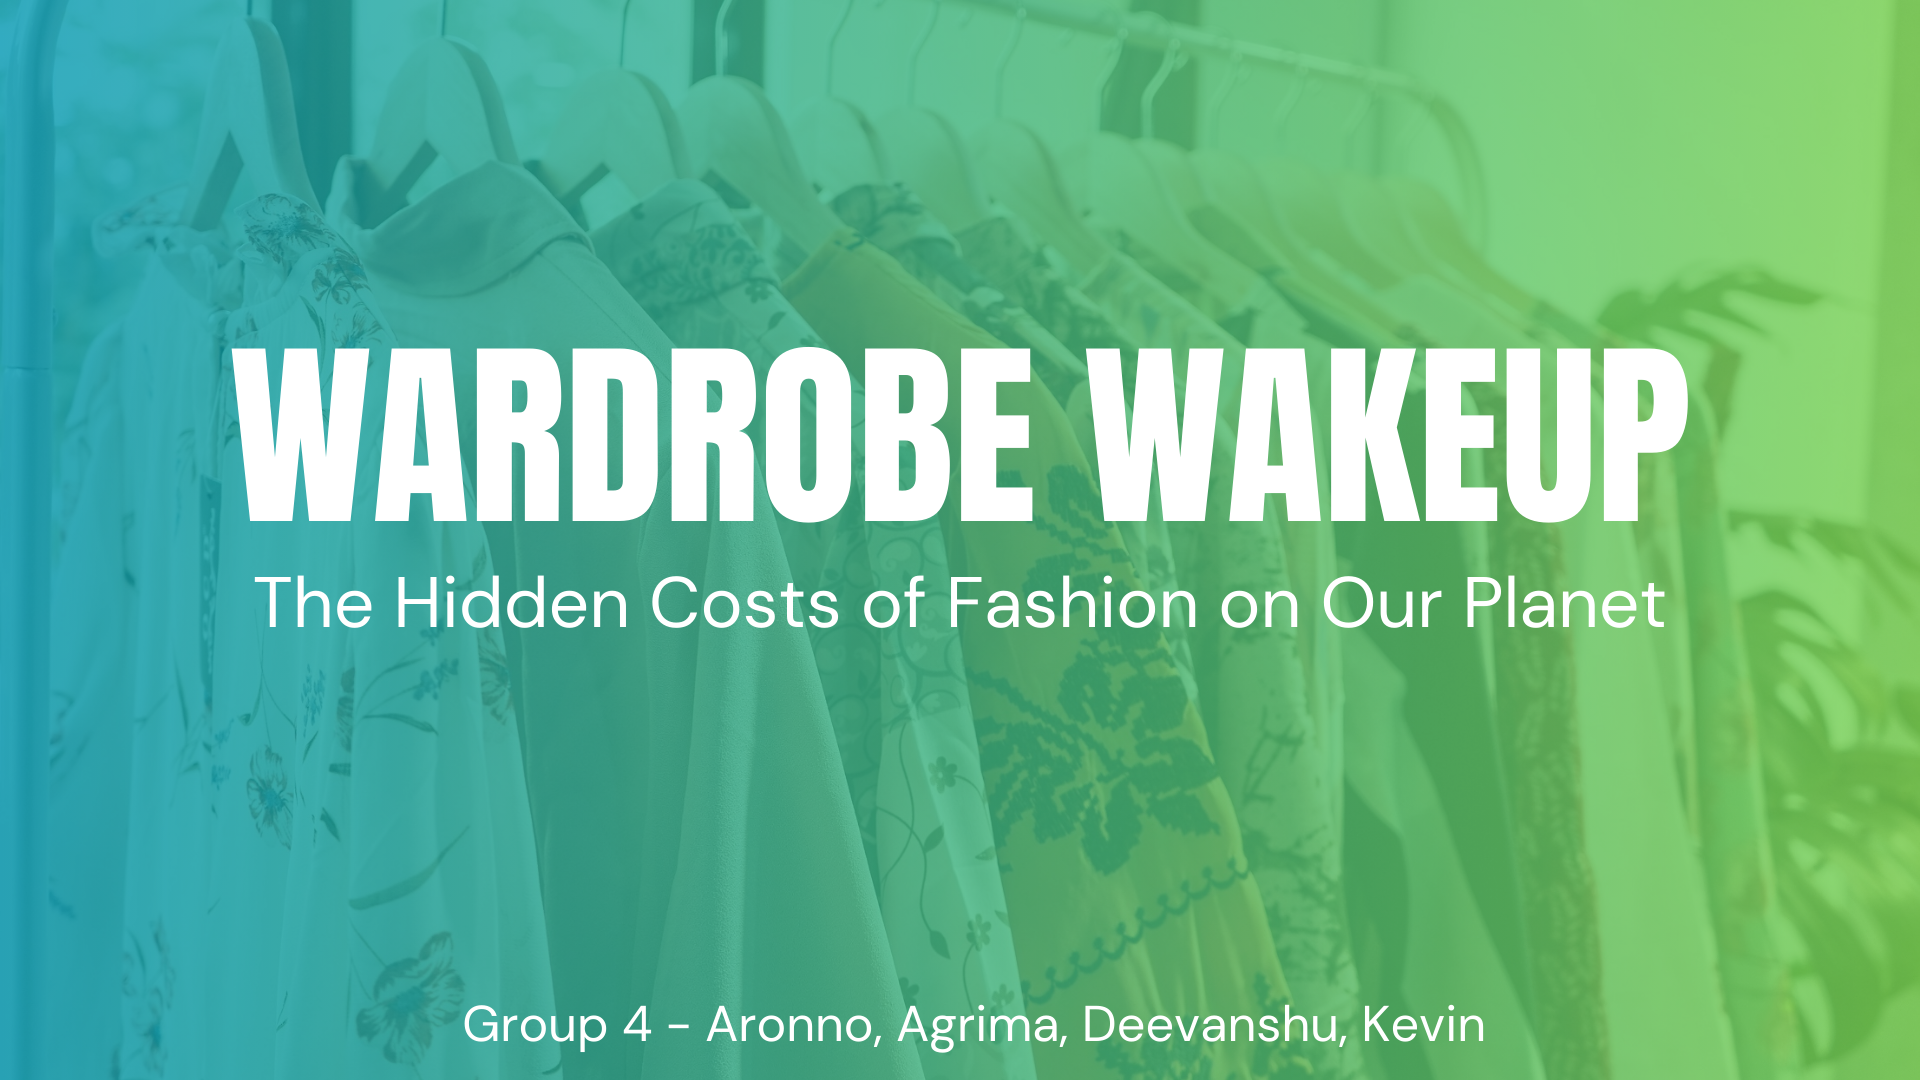 WARDROBE WAKEUP
The Hidden Costs of Fashion on Our Planet
Group 4 - Aronno, Agrima, Deevanshu, Kevin